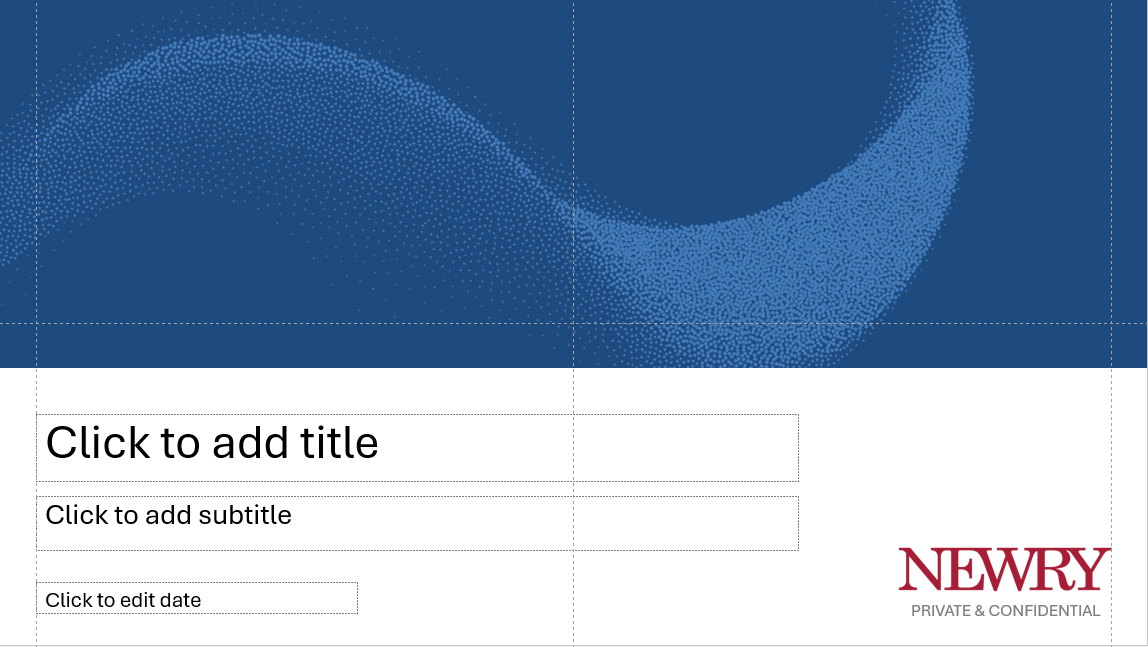 Click to add title
Click to add subtitle
Click to edit date
NEWRY
PRIVATE & CONFIDENTIAL